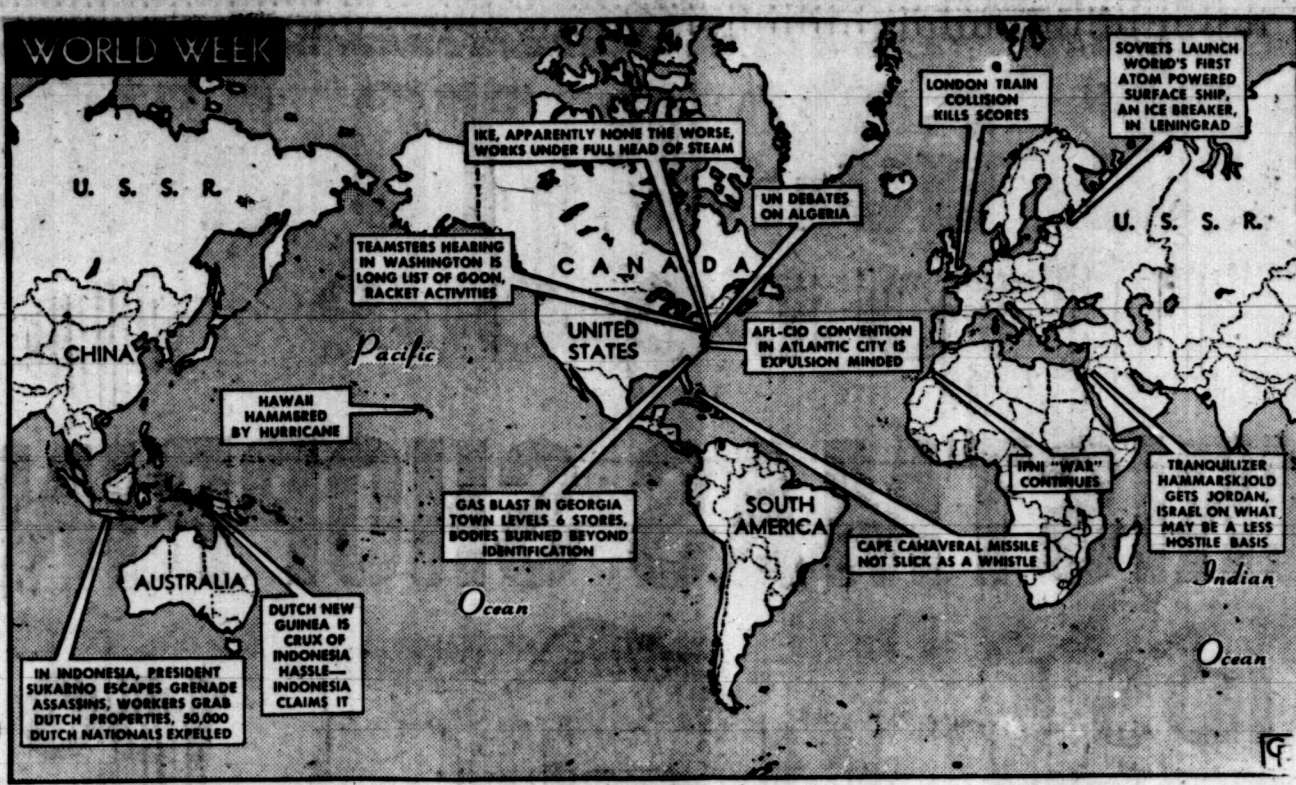 WORLD WEEK
SOVIETS LAUNCH
WORLD'S FIRST
ATOM POWERED
SURFACE SHIP,
AN ICE BREAKER,
IN LENINGRAD
LONDON TRAIN
COLLISION
KILLS SCORES
IKE, APPARENTLY NONE THE WORSE,
WORKS UNDER FULL HEAD OF STEAM
U. S. S. R.
UN DEBATES
ON ALGERIA
U. S. S. R.
TEAMSTERS HEARING
IN WASHINGTON IS
LONG LIST OF GOON,
RACKET ACTIVITIES
CANADA
CHINA
Pacific
UNITED
STATES
AFL-CIO CONVENTION
IN ATLANTIC CITY IS
EXPULSION MINDED
HAWAII
HAMMERED
BY HURRICANE
GAS BLAST IN GEORGIA
TOWN LEVELS 6 STORES,
BODIES BURNED BEYOND
IDENTIFICATION
SOUTH
AMERICA
IFNI "WAR"
CONTINUES
TRANQUILIZER
HAMMARSKJOLD
GETS JORDAN,
ISRAEL ON WHAT
MAY BE A LESS
HOSTILE BASIS
CAPE CANAVERAL MISSILE
NOT SLICK AS A WHISTLE
AUSTRALIA
Ocean
Indian
Ocean
DUTCH NEW
GUINEA IS
CRUX OF
INDONESIA
HASSLE—
INDONESIA
CLAIMS IT
IN INDONESIA, PRESIDENT
SUKARNO ESCAPES GRENADE
ASSASSINS, WORKERS GRAB
DUTCH PROPERTIES, 50,000
DUTCH NATIONALS EXPELLED